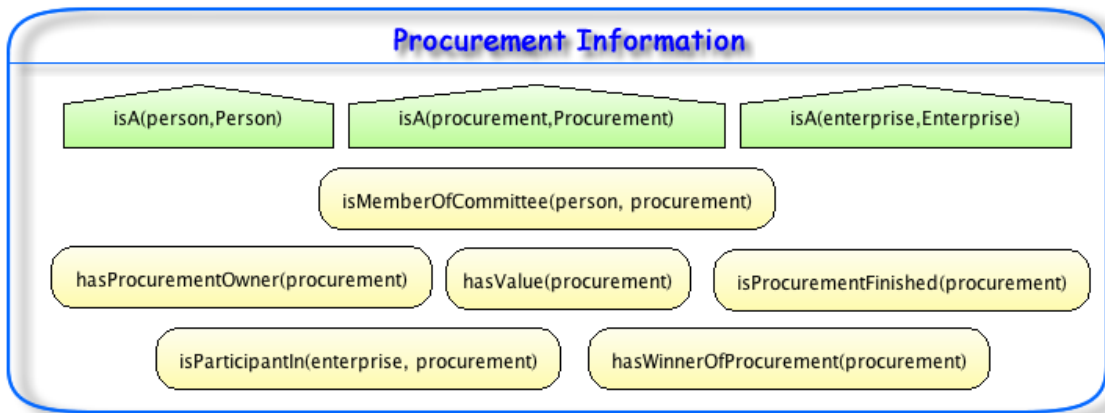 Procurement Information
isA(person,Person) isA(procurement,Procurement) isA(enterprise,Enterprise)
isMemberOfCommittee(person, procurement)
hasProcurementOwner(procurement) hasValue(procurement) isProcurementFinished(procurement)
isParticipantIn(enterprise, procurement) hasWinnerOfProcurement(procurement)